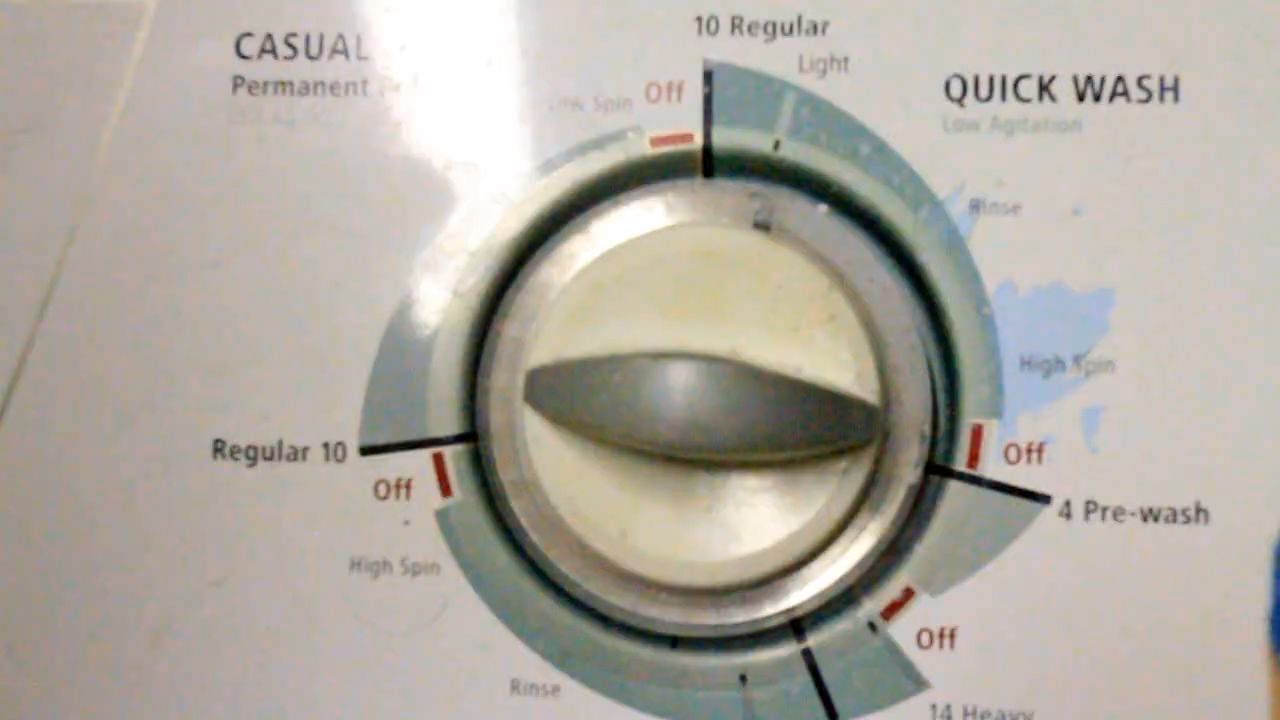 CASUAL
Permanent
10 Regular
Light
Low Spin
Off
QUICK WASH
Low Agitation
Rinse
High Spin
Off
4 Pre-wash
Off
14 Heavy
Regular 10
Off
High Spin
Rinse